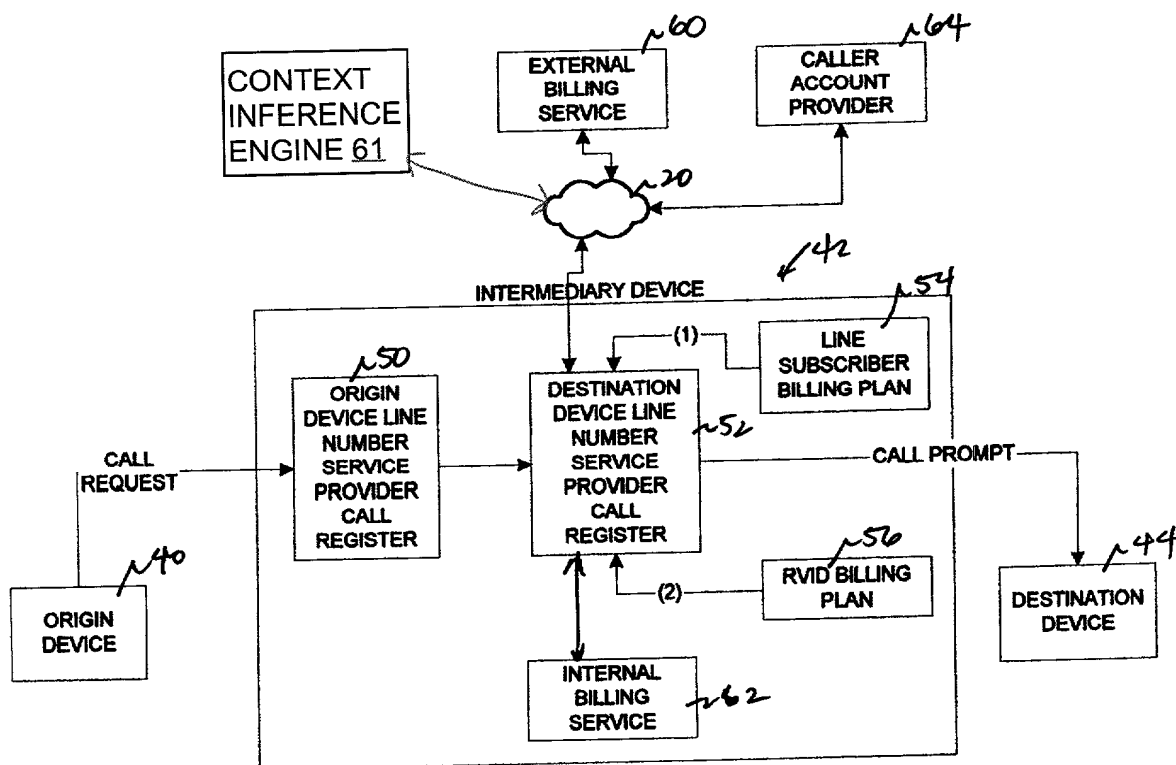 ~60
EXTERNAL
BILLING
SERVICE
~64
CALLER
ACCOUNT
PROVIDER
CONTEXT
INFERENCE
ENGINE 61
~20
42
INTERMEDIARY DEVICE
~54
LINE
SUBSCRIBER
BILLING PLAN
(1)
~50
ORIGIN
DEVICE LINE
NUMBER
SERVICE
PROVIDER
CALL
REGISTER
DESTINATION
DEVICE LINE
NUMBER
SERVICE
PROVIDER
CALL
REGISTER
~52
CALL
REQUEST
CALL PROMPT
~40
ORIGIN
DEVICE
~56
RVID BILLING
PLAN
(2)
~44
DESTINATION
DEVICE
INTERNAL
BILLING
SERVICE
~62